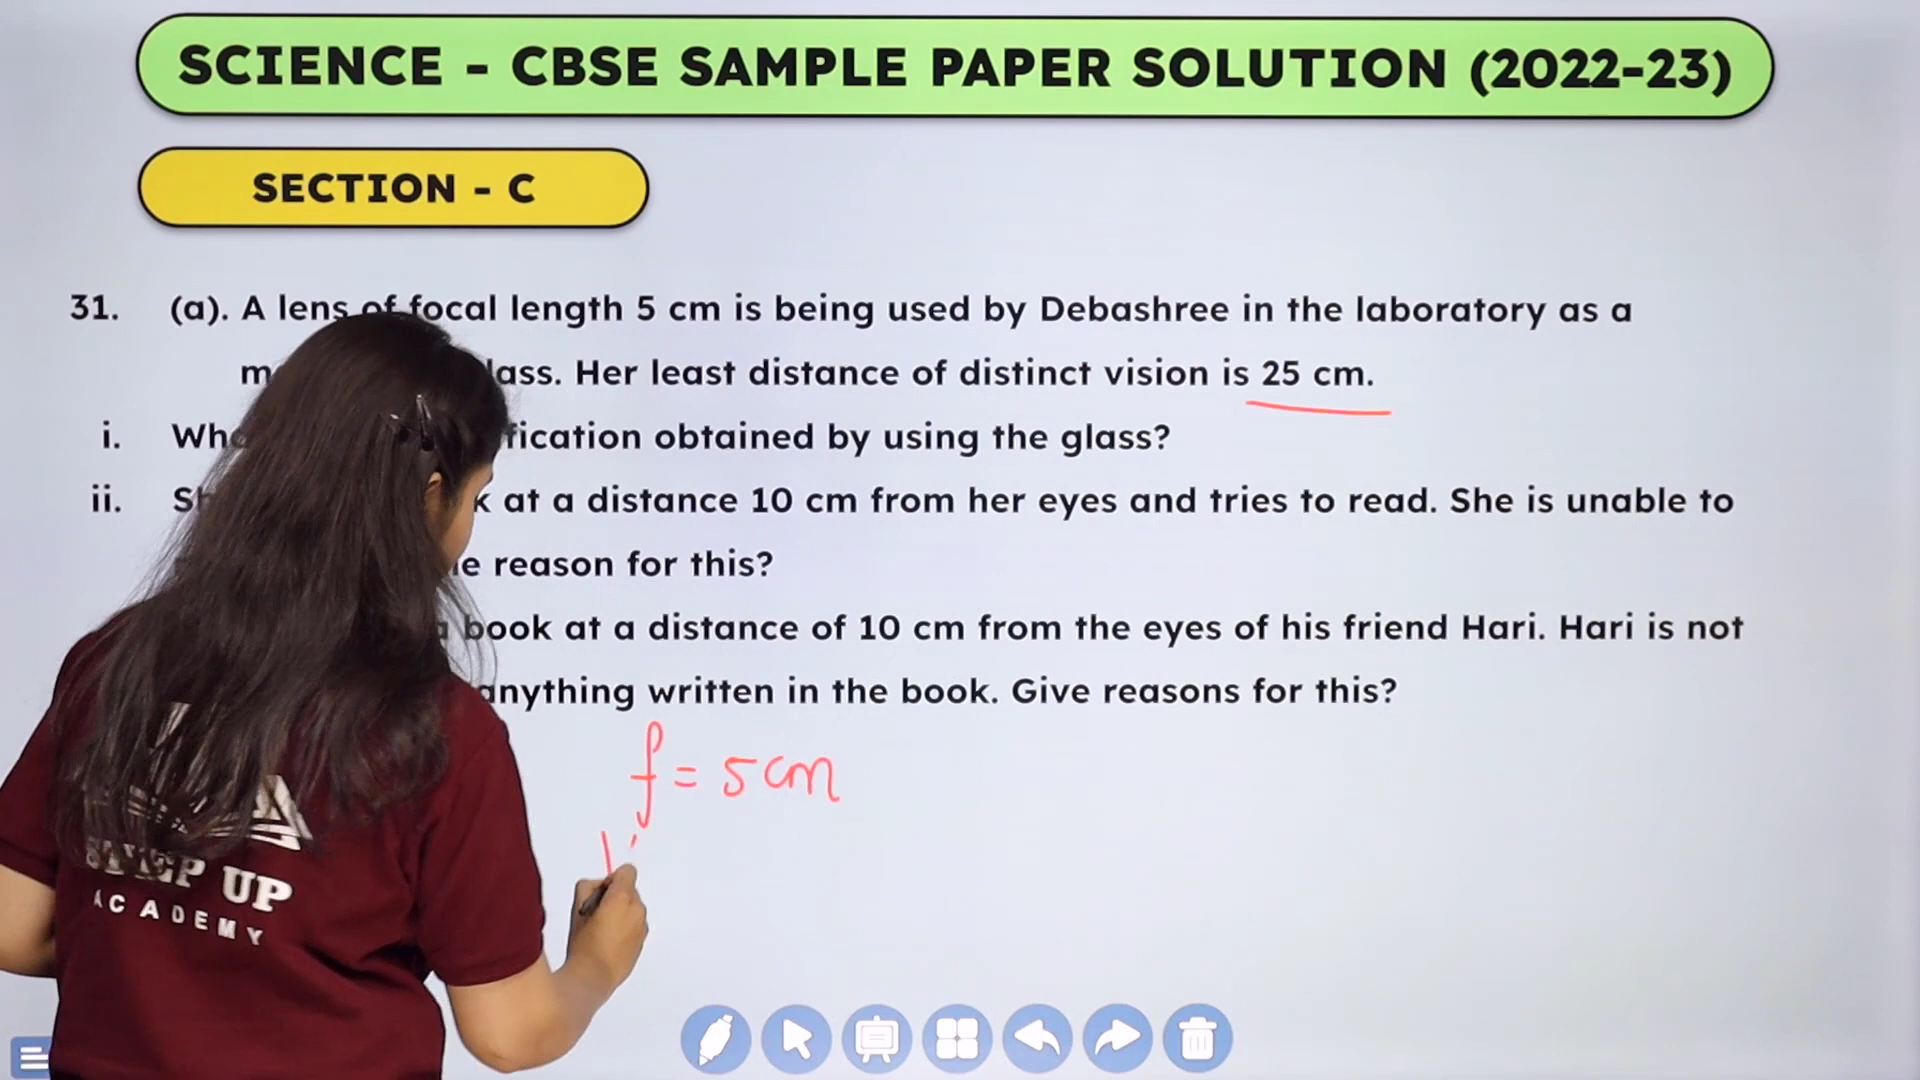 SCIENCE - CBSE SAMPLE PAPER SOLUTION (2022-23)
SECTION - C
31. (a). A lens of focal length 5 cm is being used by Debashree in the laboratory as a
ass. Her least distance of distinct vision is 25 cm.
i. fication obtained by using the glass?
ii. at a distance 10 cm from her eyes and tries to read. She is unable to
reason for this?
book at a distance of 10 cm from the eyes of his friend Hari. Hari is not
anything written in the book. Give reasons for this?
f = 5 cm
STEP UP
ACADEMY